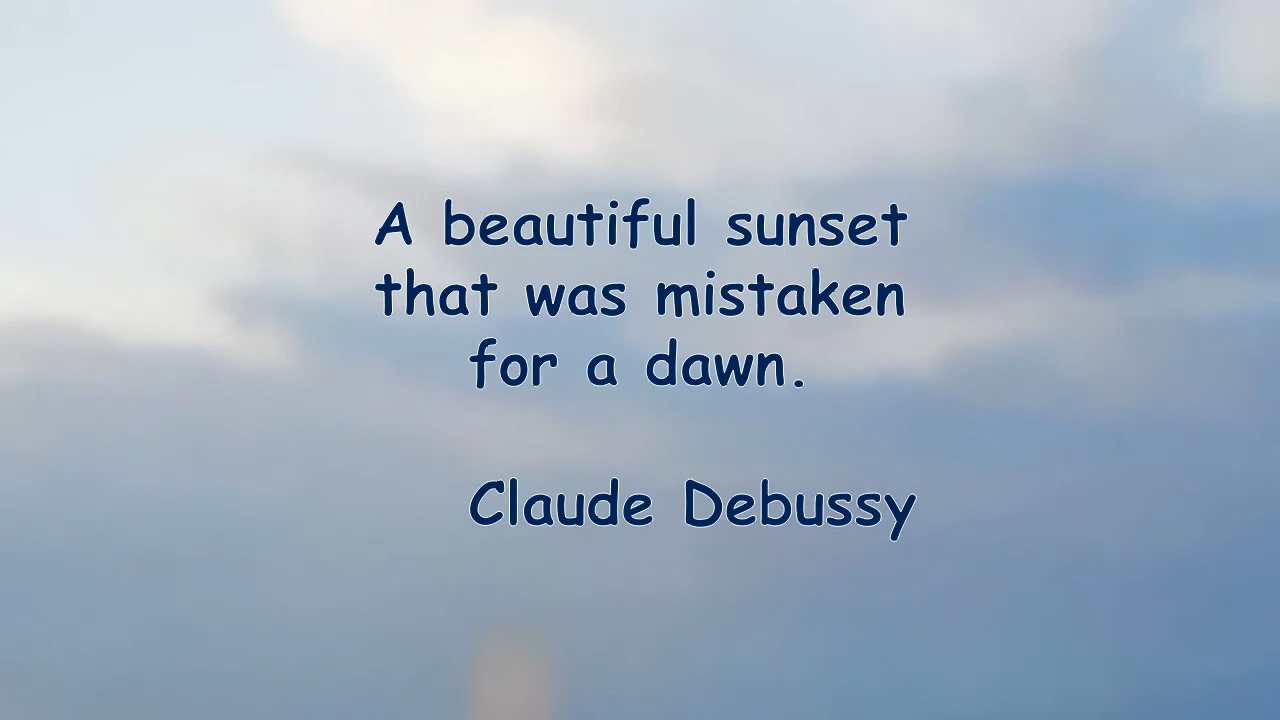 A beautiful sunset
that was mistaken
for a dawn.
Claude Debussy